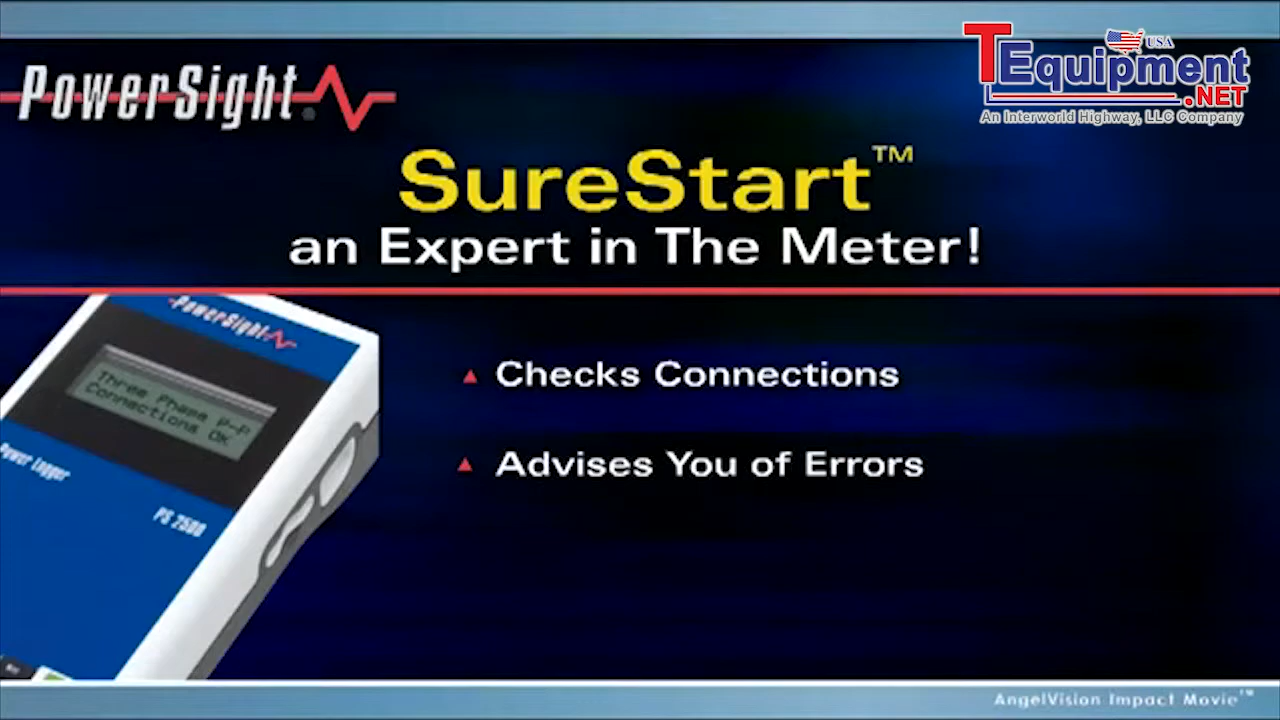 PowerSight®
TEquipment
USA
.NET
An Interworld Highway, LLC Company
SureStart™
an Expert in The Meter!
PowerSight
Three Phase P-P
Connections OK
Power Logger
PS 2500
Checks Connections
Advises You of Errors
AngelVision Impact Movie™